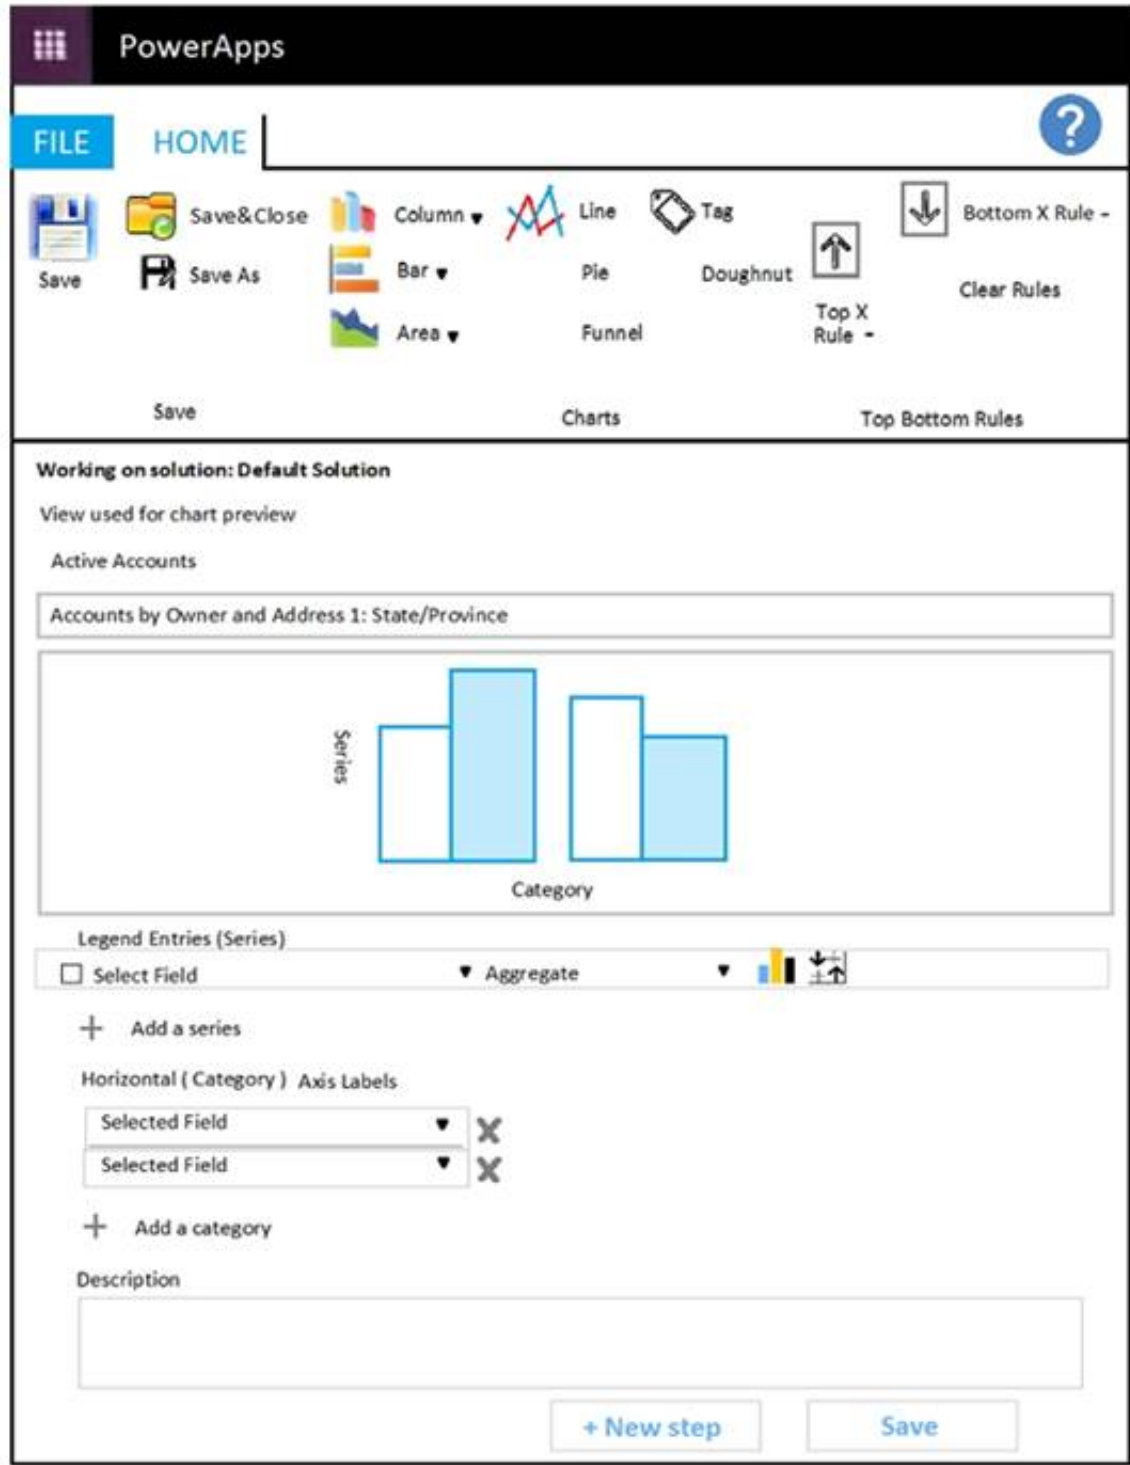 PowerApps
FILE HOME
?
Save&Close Column Line Tag Bottom X Rule -
Save Save As Bar Pie Doughnut Clear Rules
Area Funnel Top X
Rule -
Save Charts Top Bottom Rules
Working on solution: Default Solution
View used for chart preview
Active Accounts
Accounts by Owner and Address 1: State/Province
Series
Category
Legend Entries (Series)
Select Field Aggregate
+ Add a series
Horizontal ( Category ) Axis Labels
Selected Field
Selected Field
+ Add a category
Description
+ New step Save